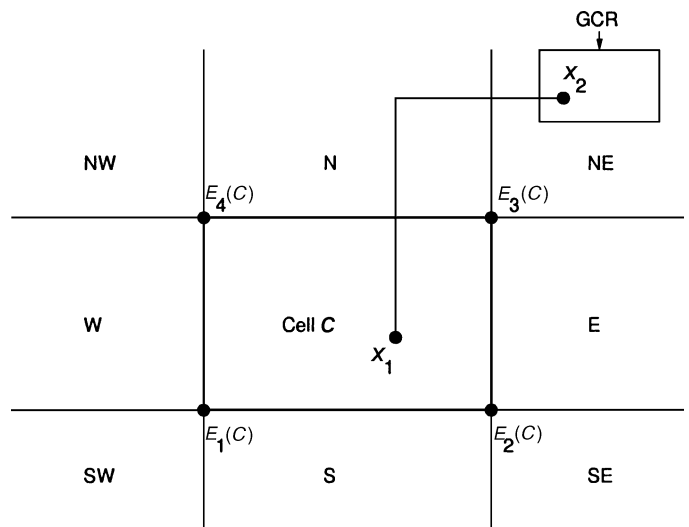 GCR
X2
NW
N
NE
E4(C)
E3(C)
W
Cell C
E
X1
E1(C)
E2(C)
SW
S
SE